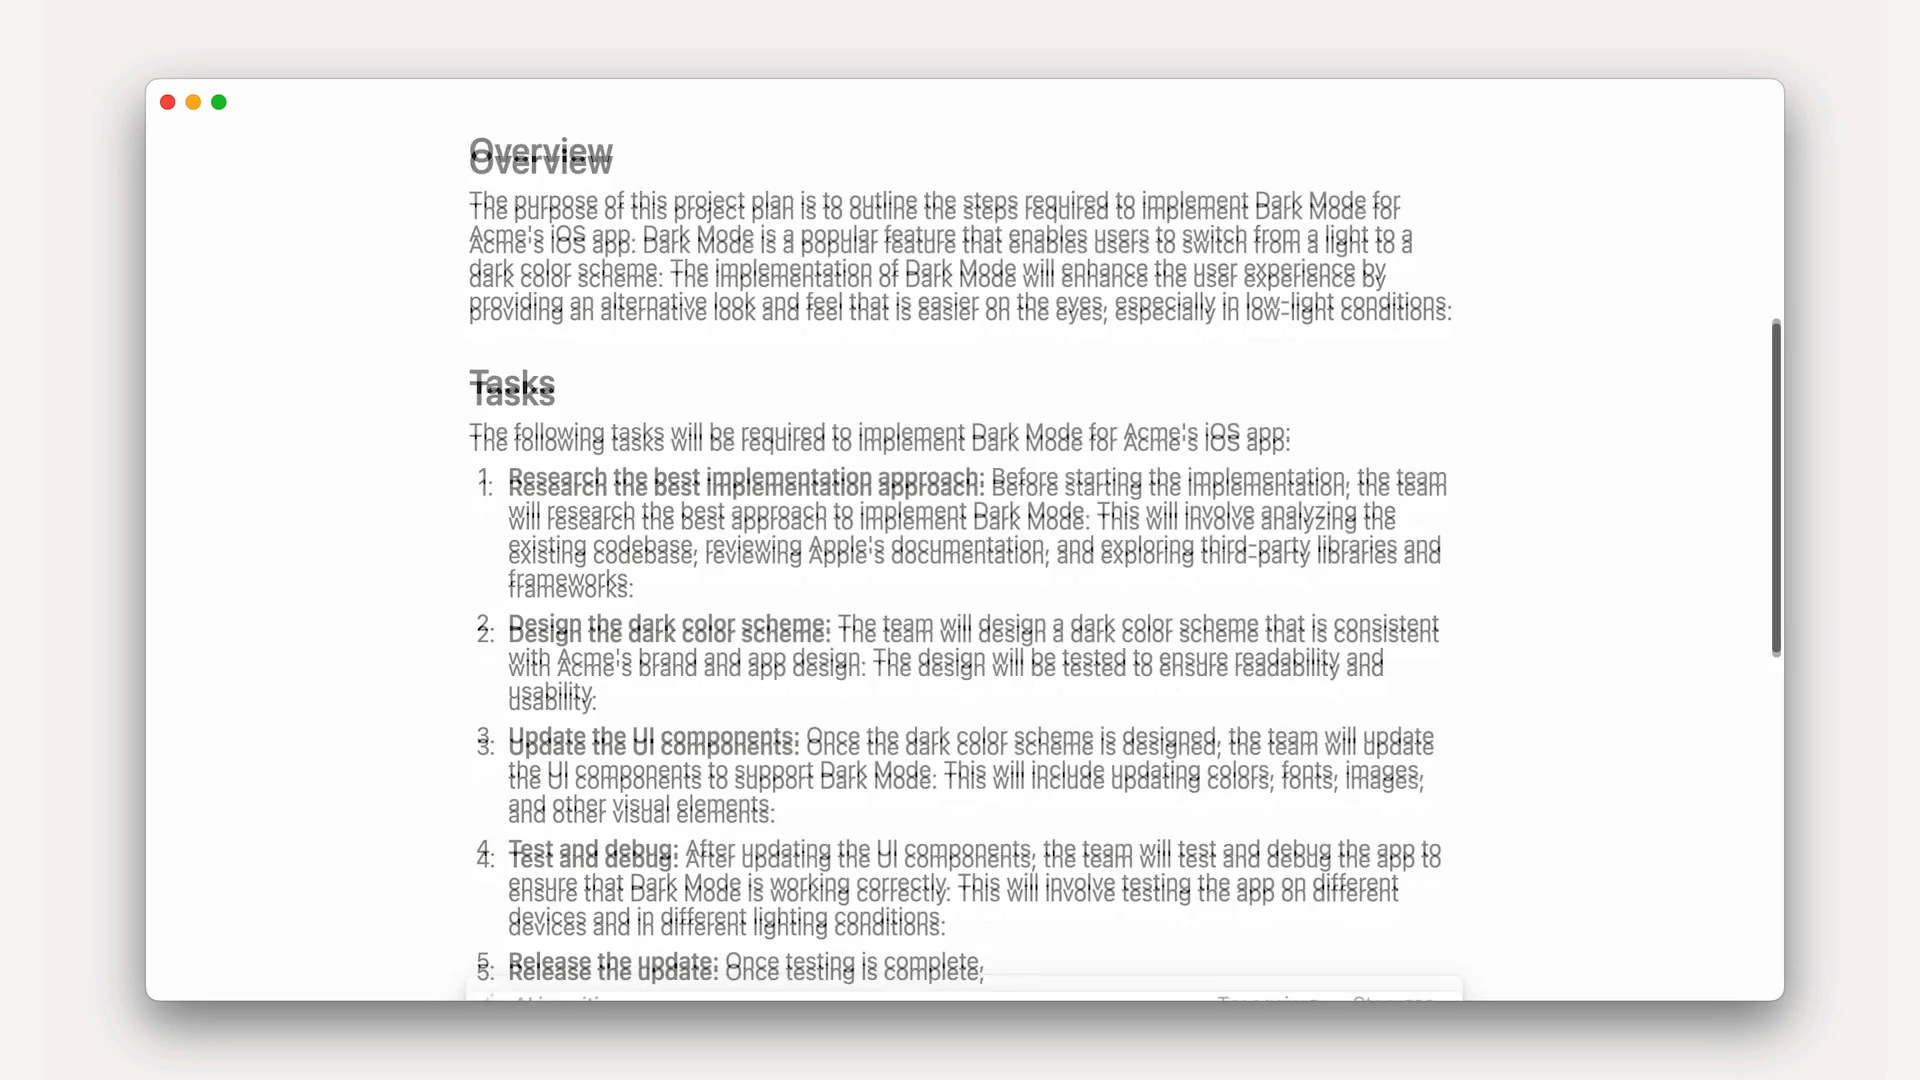 Overview
The purpose of this project plan is to outline the steps required to implement Dark Mode for
Acme's iOS app. Dark Mode is a popular feature that enables users to switch from a light to a
dark color scheme. The implementation of Dark Mode will enhance the user experience by
providing an alternative look and feel that is easier on the eyes, especially in low-light conditions.
Tasks
The following tasks will be required to implement Dark Mode for Acme's iOS app:
1. Research the best implementation approach: Before starting the implementation, the team
will research the best approach to implement Dark Mode. This will involve analyzing the
existing codebase, reviewing Apple's documentation, and exploring third-party libraries and
frameworks.
2. Design the dark color scheme: The team will design a dark color scheme that is consistent
with Acme's brand and app design. The design will be tested to ensure readability and
usability.
3. Update the UI components: Once the dark color scheme is designed, the team will update
the UI components to support Dark Mode. This will include updating colors, fonts, images,
and other visual elements.
4. Test and debug: After updating the UI components, the team will test and debug the app to
ensure that Dark Mode is working correctly. This will involve testing the app on different
devices and in different lighting conditions.
5. Release the update: Once testing is complete,